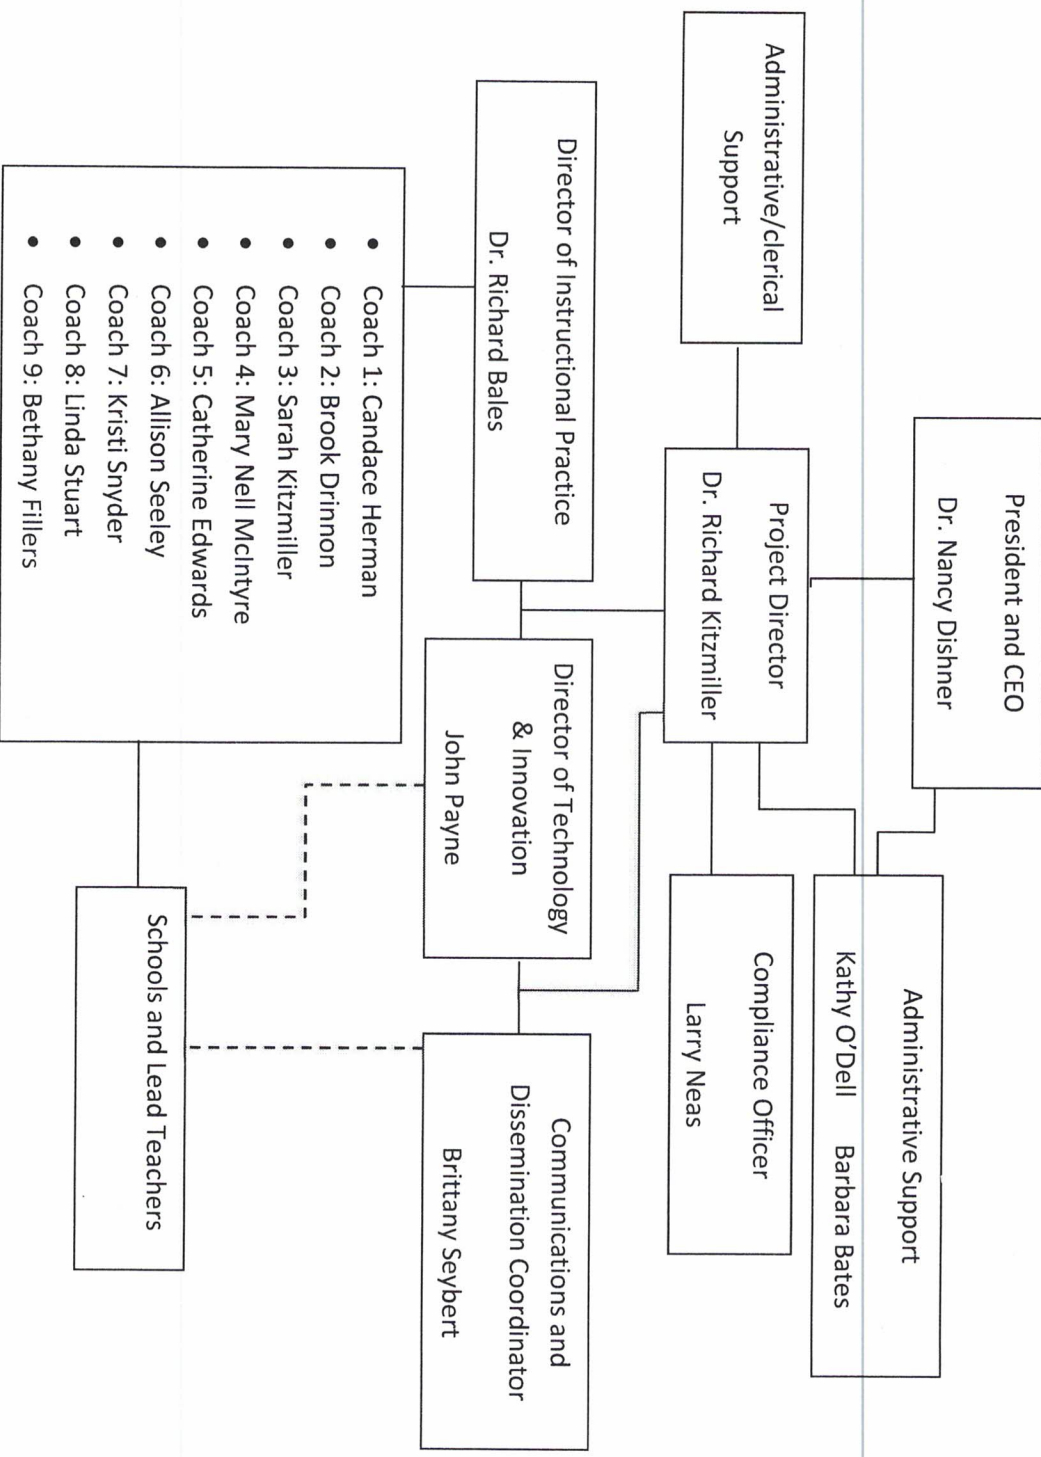 President and CEO
Dr. Nancy Dishner
Administrative Support
Kathy O'Dell Barbara Bates
Administrative/clerical
Support
Project Director
Dr. Richard Kitzmiller
Compliance Officer
Larry Neas
Director of Instructional Practice
Dr. Richard Bales
Director of Technology
& Innovation
John Payne
Communications and
Dissemination Coordinator
Brittany Seybert
• Coach 1: Candace Herman
• Coach 2: Brook Drinnon
• Coach 3: Sarah Kitzmiller
• Coach 4: Mary Nell McIntyre
• Coach 5: Catherine Edwards
• Coach 6: Allison Seeley
• Coach 7: Kristi Snyder
• Coach 8: Linda Stuart
• Coach 9: Bethany Fillers
Schools and Lead Teachers